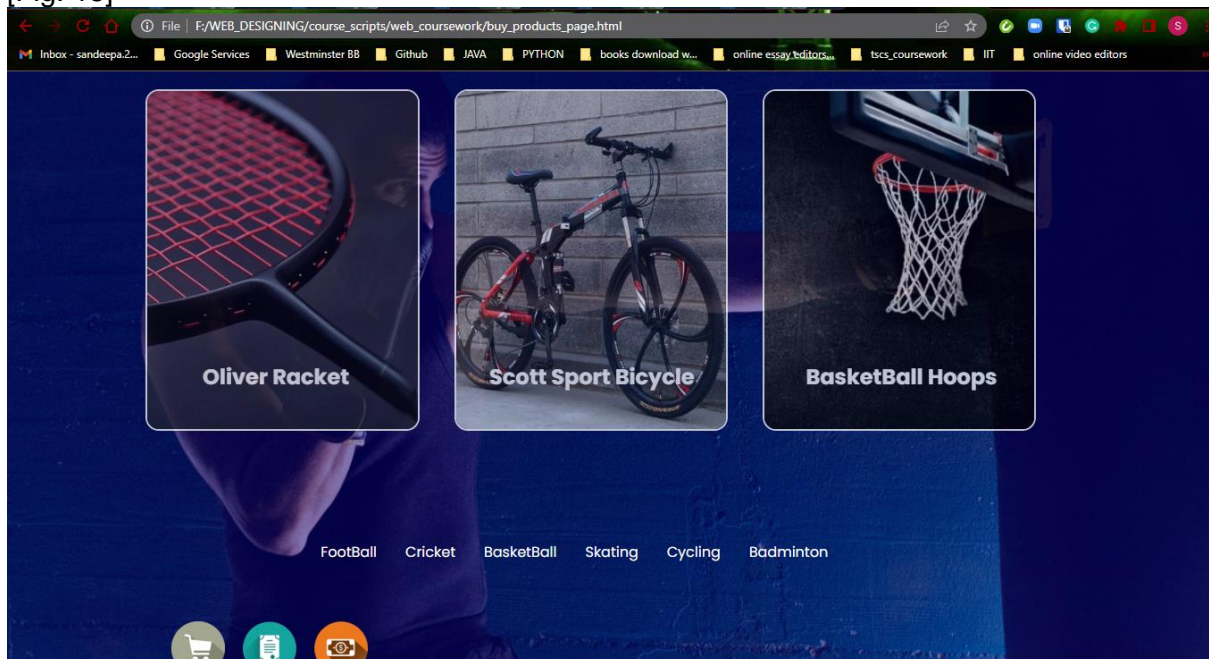 File F:/WEB_DESIGNING/course_scripts/web_coursework/buy_products_page.html
Inbox - sandeepa.2... Google Services Westminster BB Github JAVA PYTHON books download w... online essay editors... tscs_coursework IIT online video editors
Oliver Racket Scott Sport Bicycle BasketBall Hoops
FootBall Cricket BasketBall Skating Cycling Badminton